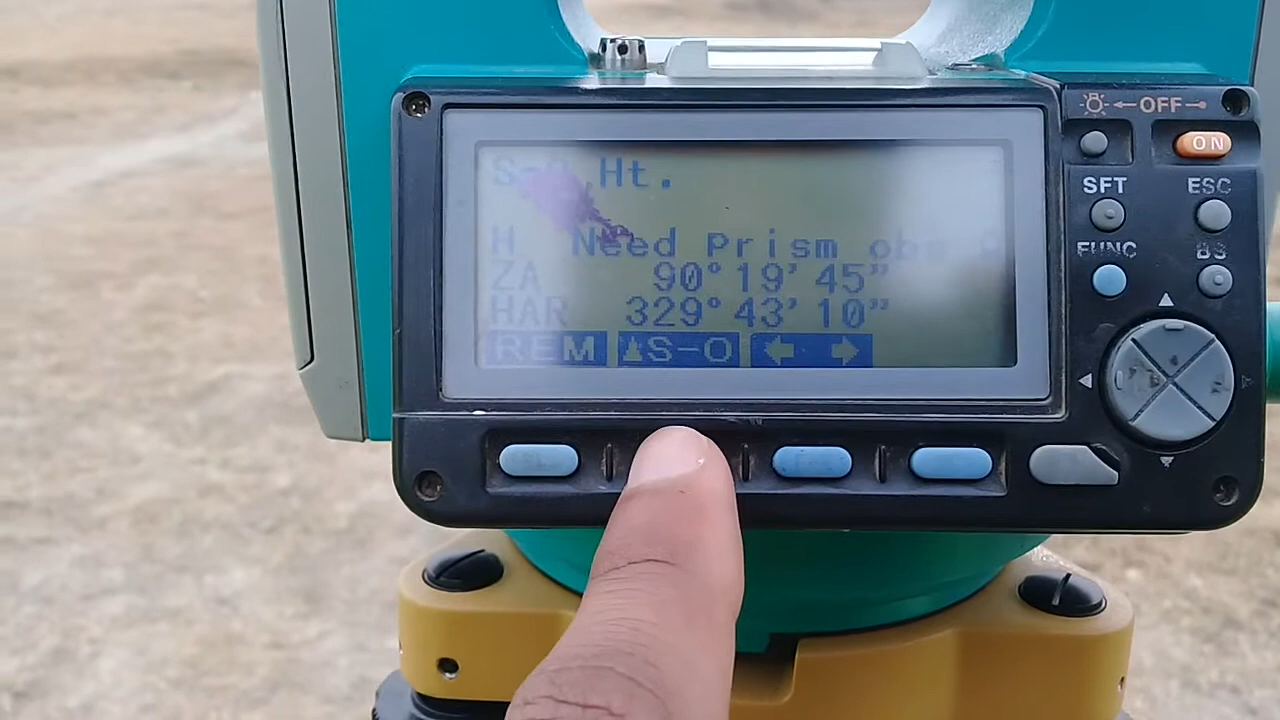 Ht.
H Need Prism obs
ZA 90°19'45"
HAR 329°43'10"
REM ▲S-O ← →
←OFF→
ON
SFT ESC
FUNC BS